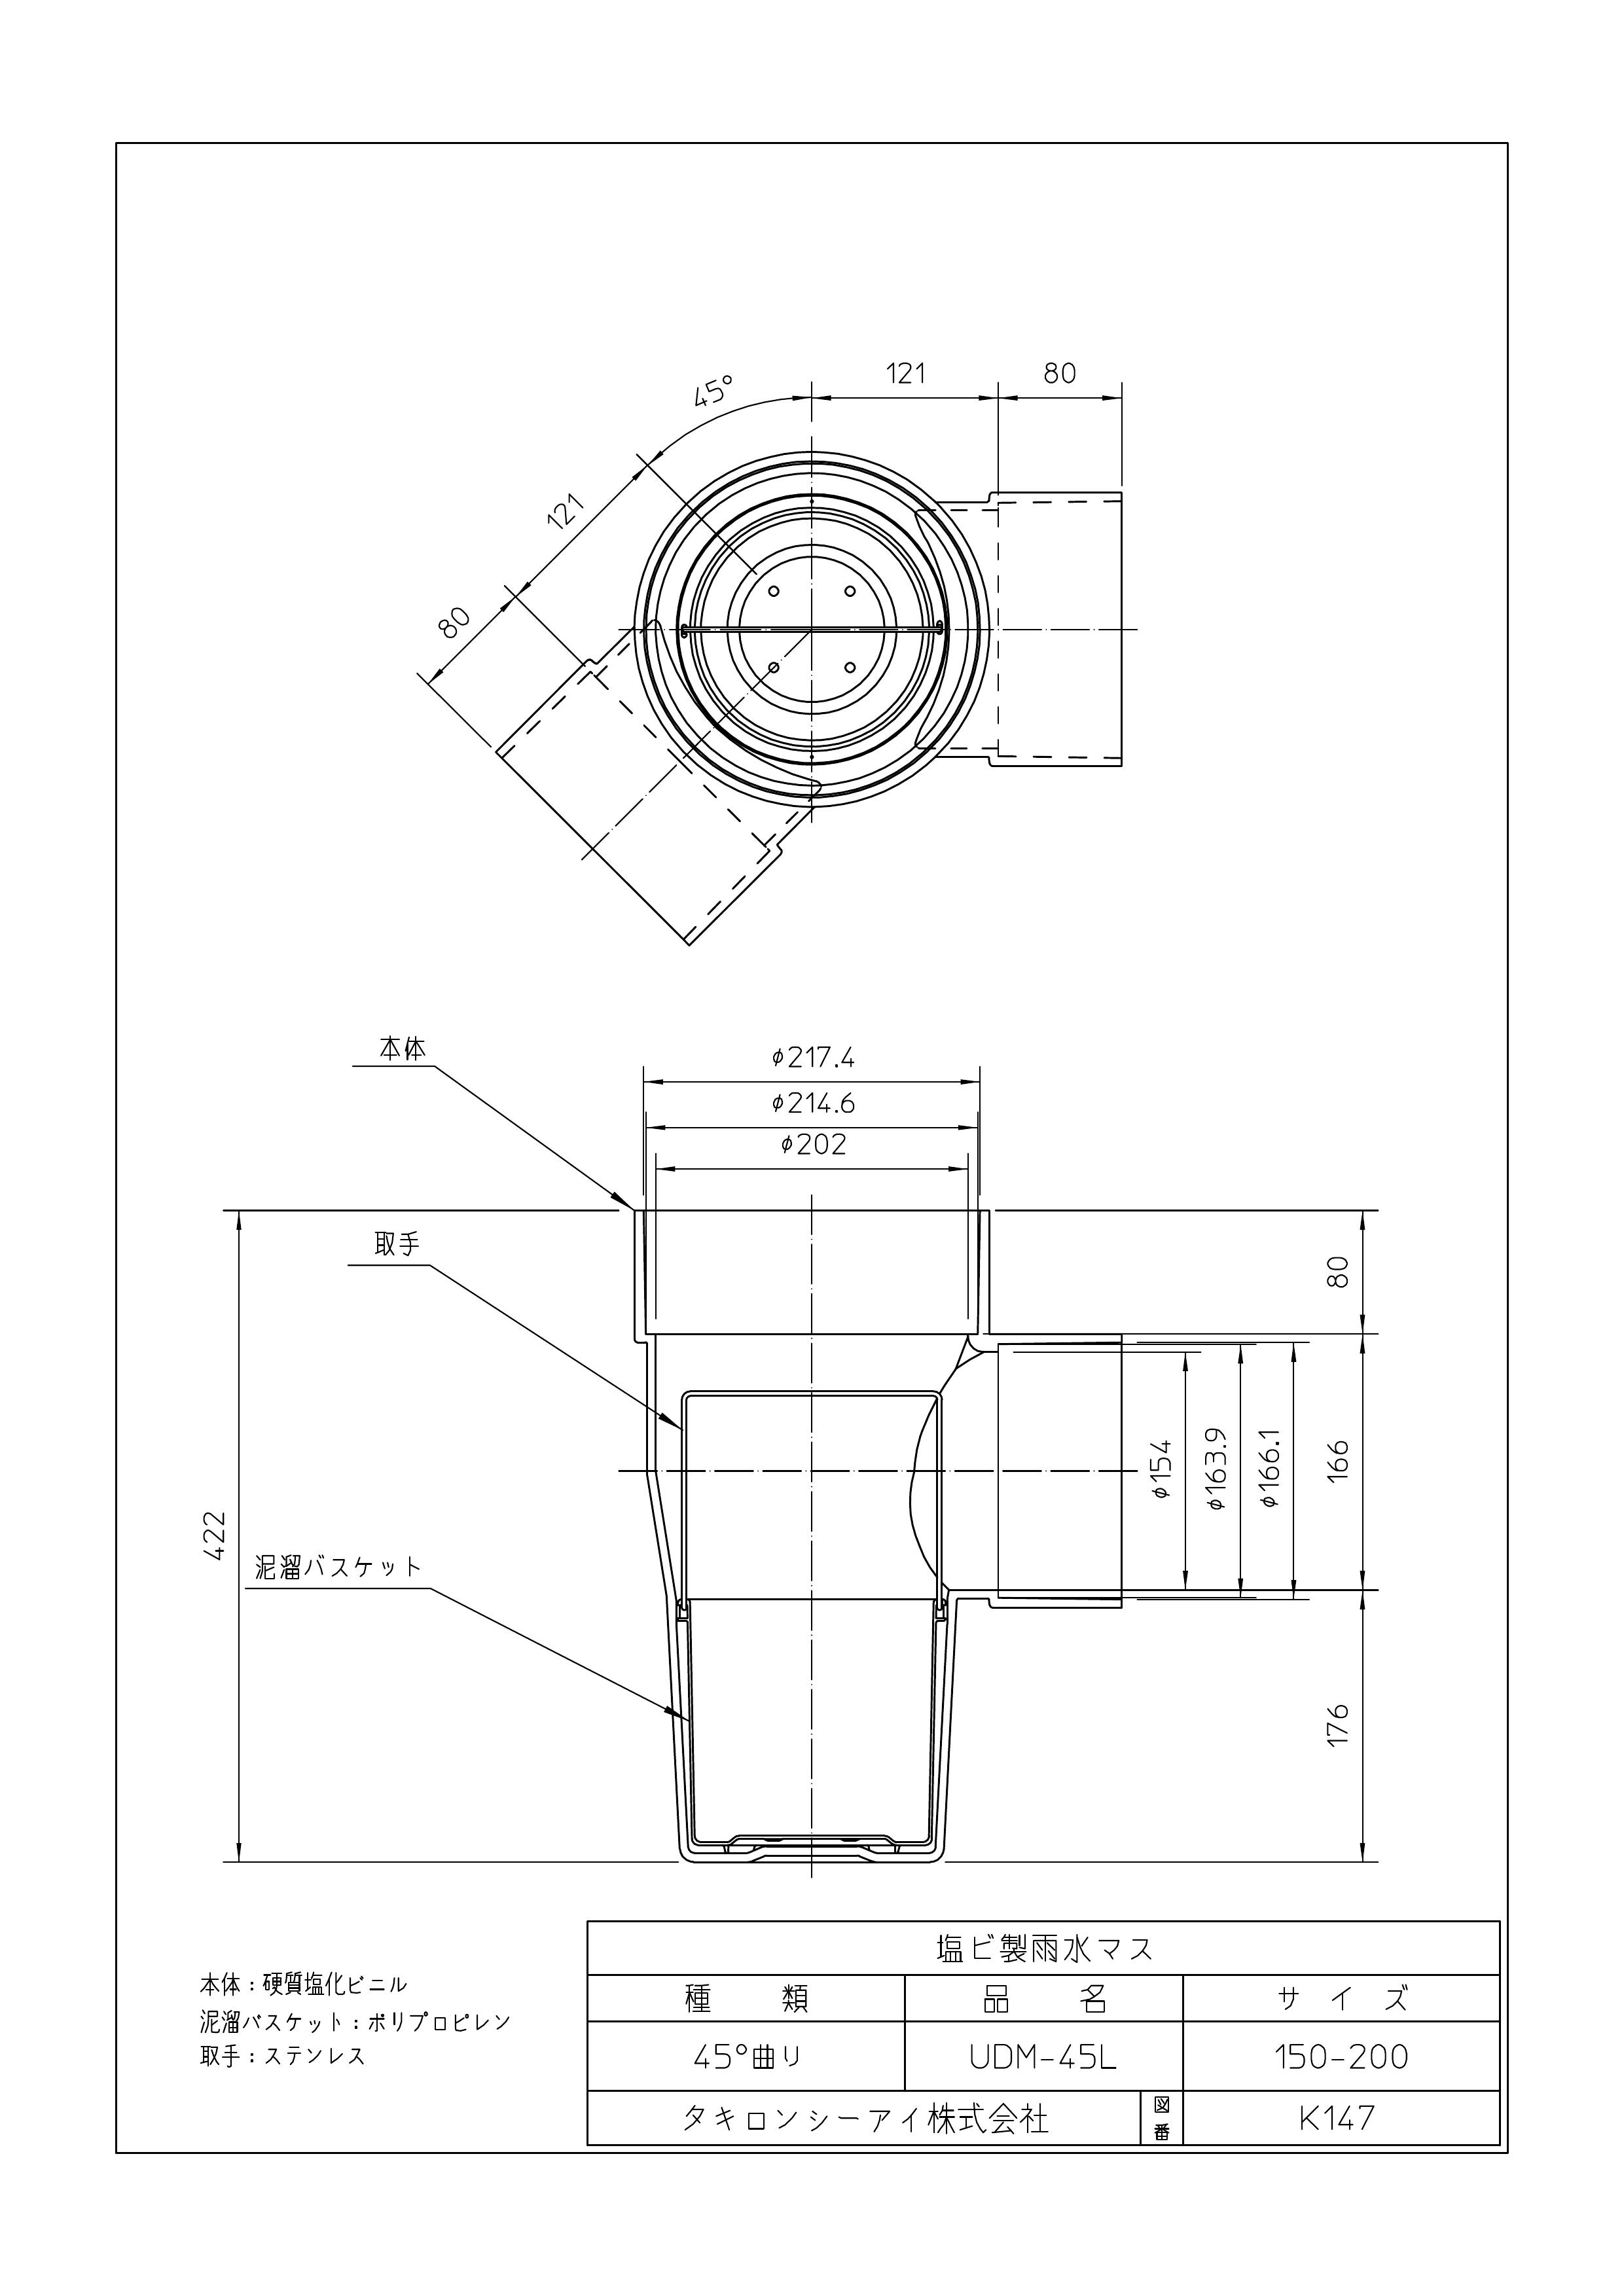 45°
121
80
121
80
本体
φ217.4
φ214.6
φ202
取手
80
φ154
φ163.9
φ166.1
166
422
泥溜バスケット
176
塩ビ製雨水マス
種 類 品 名 サ イ ズ
45°曲リ UDM-45L 150-200
タキロンシーアイ株式会社 図番 K147
本体：硬質塩化ビニル
泥溜バスケット：ポリプロピレン
取手：ステンレス